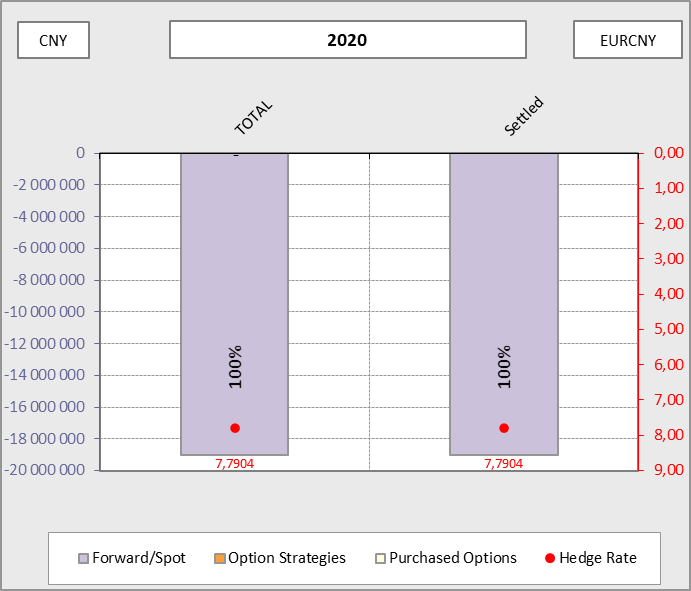 CNY
2020
EURCNY
TOTAL
Settled
0
-2 000 000
-4 000 000
-6 000 000
-8 000 000
-10 000 000
-12 000 000
-14 000 000
-16 000 000
-18 000 000
-20 000 000
-
100%
100%
7,7904
7,7904
0,00
1,00
2,00
3,00
4,00
5,00
6,00
7,00
8,00
9,00
Forward/Spot
Option Strategies
Purchased Options
Hedge Rate